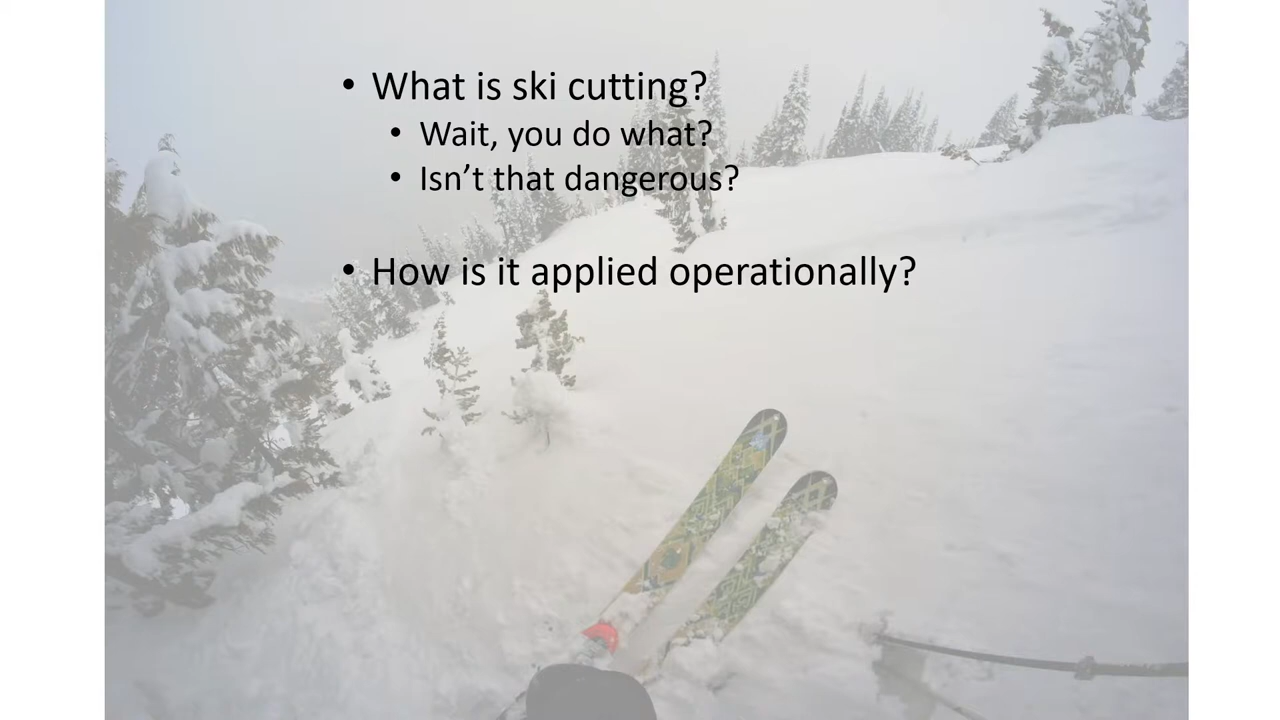 • What is ski cutting?
• Wait, you do what?
• Isn’t that dangerous?
• How is it applied operationally?